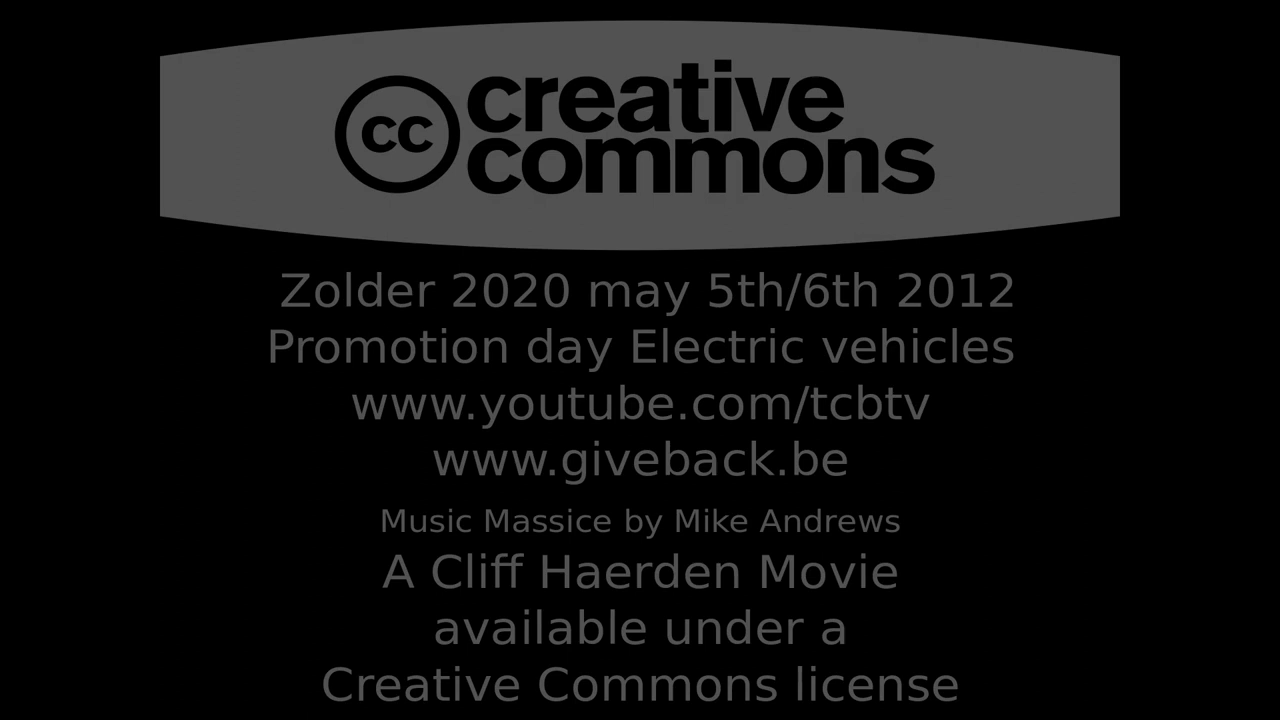 cc creative
commons
Zolder 2020 may 5th/6th 2012
Promotion day Electric vehicles
www.youtube.com/tcbtv
www.giveback.be
Music Massice by Mike Andrews
A Cliff Haerden Movie
available under a
Creative Commons license